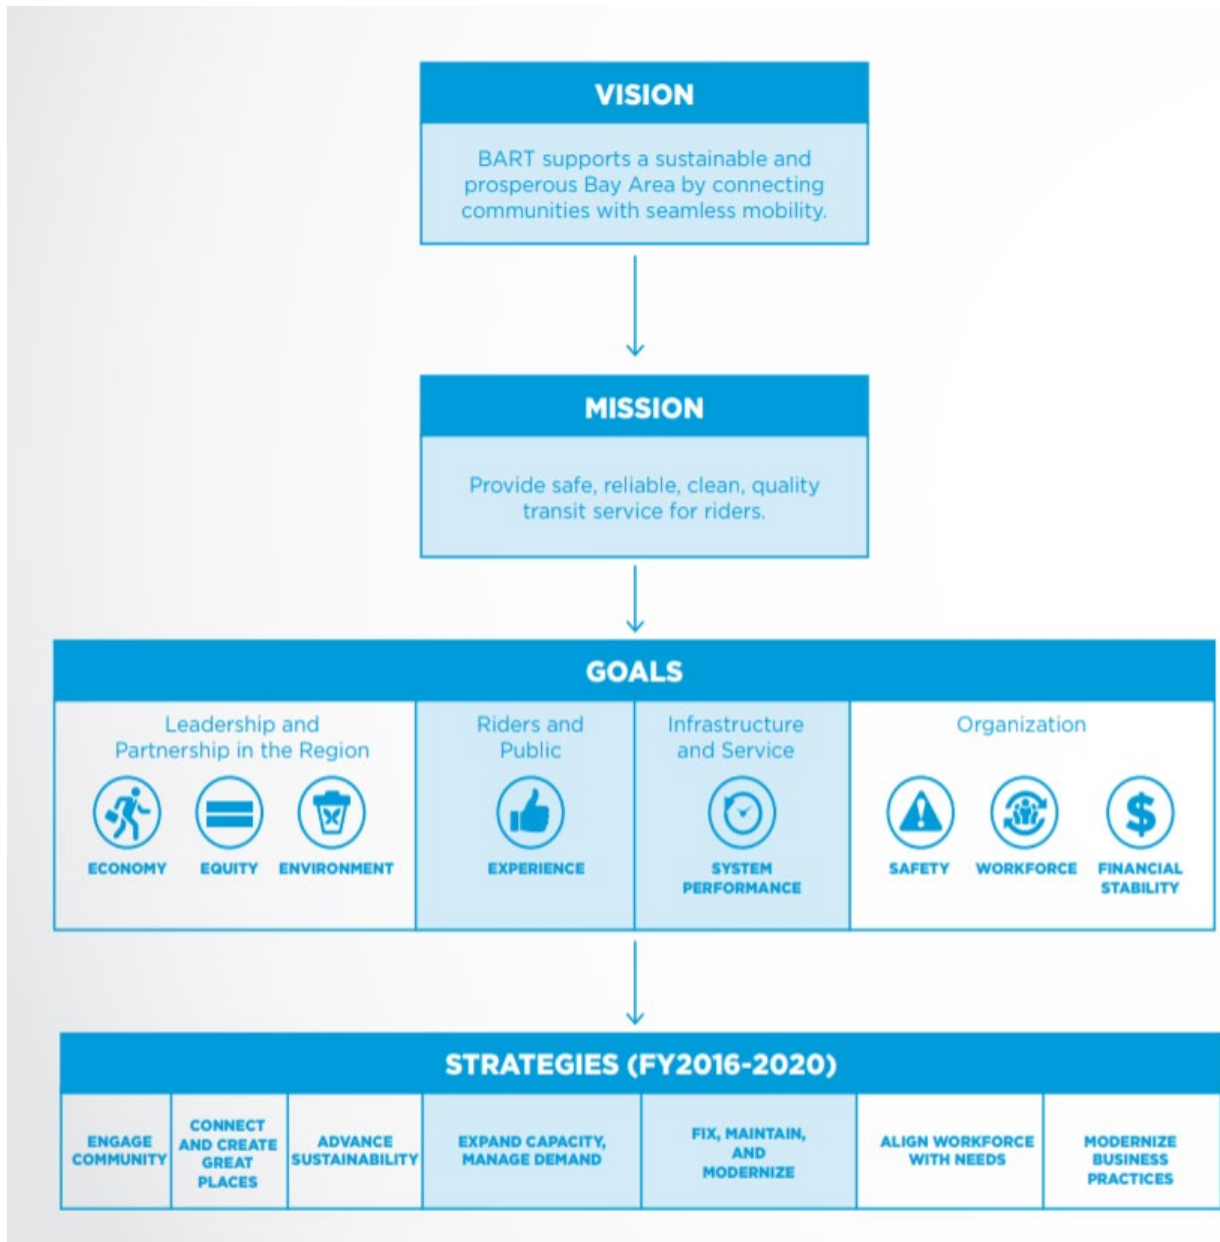 VISION
BART supports a sustainable and
prosperous Bay Area by connecting
communities with seamless mobility.
MISSION
Provide safe, reliable, clean, quality
transit service for riders.
GOALS
Leadership and
Partnership in the Region
ECONOMY
EQUITY
ENVIRONMENT
Riders and
Public
EXPERIENCE
Infrastructure
and Service
SYSTEM
PERFORMANCE
Organization
SAFETY
WORKFORCE
$
FINANCIAL
STABILITY
STRATEGIES (FY2016-2020)
ENGAGE
COMMUNITY
CONNECT
AND CREATE
GREAT
PLACES
ADVANCE
SUSTAINABILITY
EXPAND CAPACITY,
MANAGE DEMAND
FIX, MAINTAIN,
AND
MODERNIZE
ALIGN WORKFORCE
WITH NEEDS
MODERNIZE
BUSINESS
PRACTICES